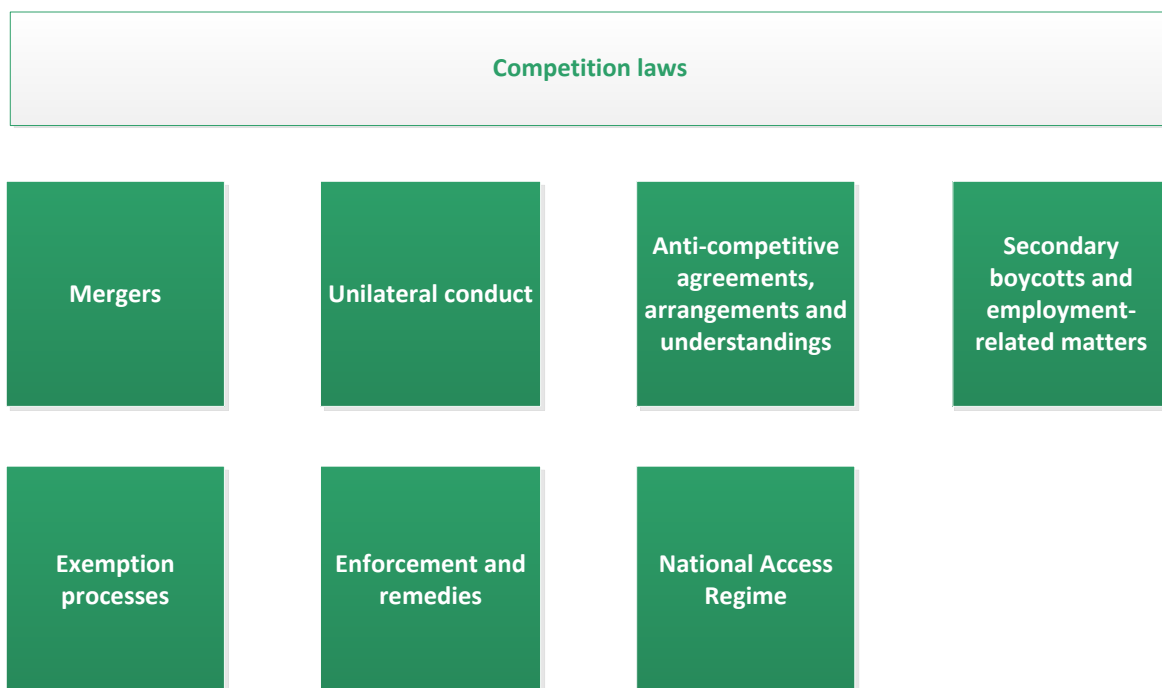 Competition laws
Mergers
Unilateral conduct
Anti-competitive
agreements,
arrangements and
understandings
Secondary
boycotts and
employment-
related matters
Exemption
processes
Enforcement and
remedies
National Access
Regime